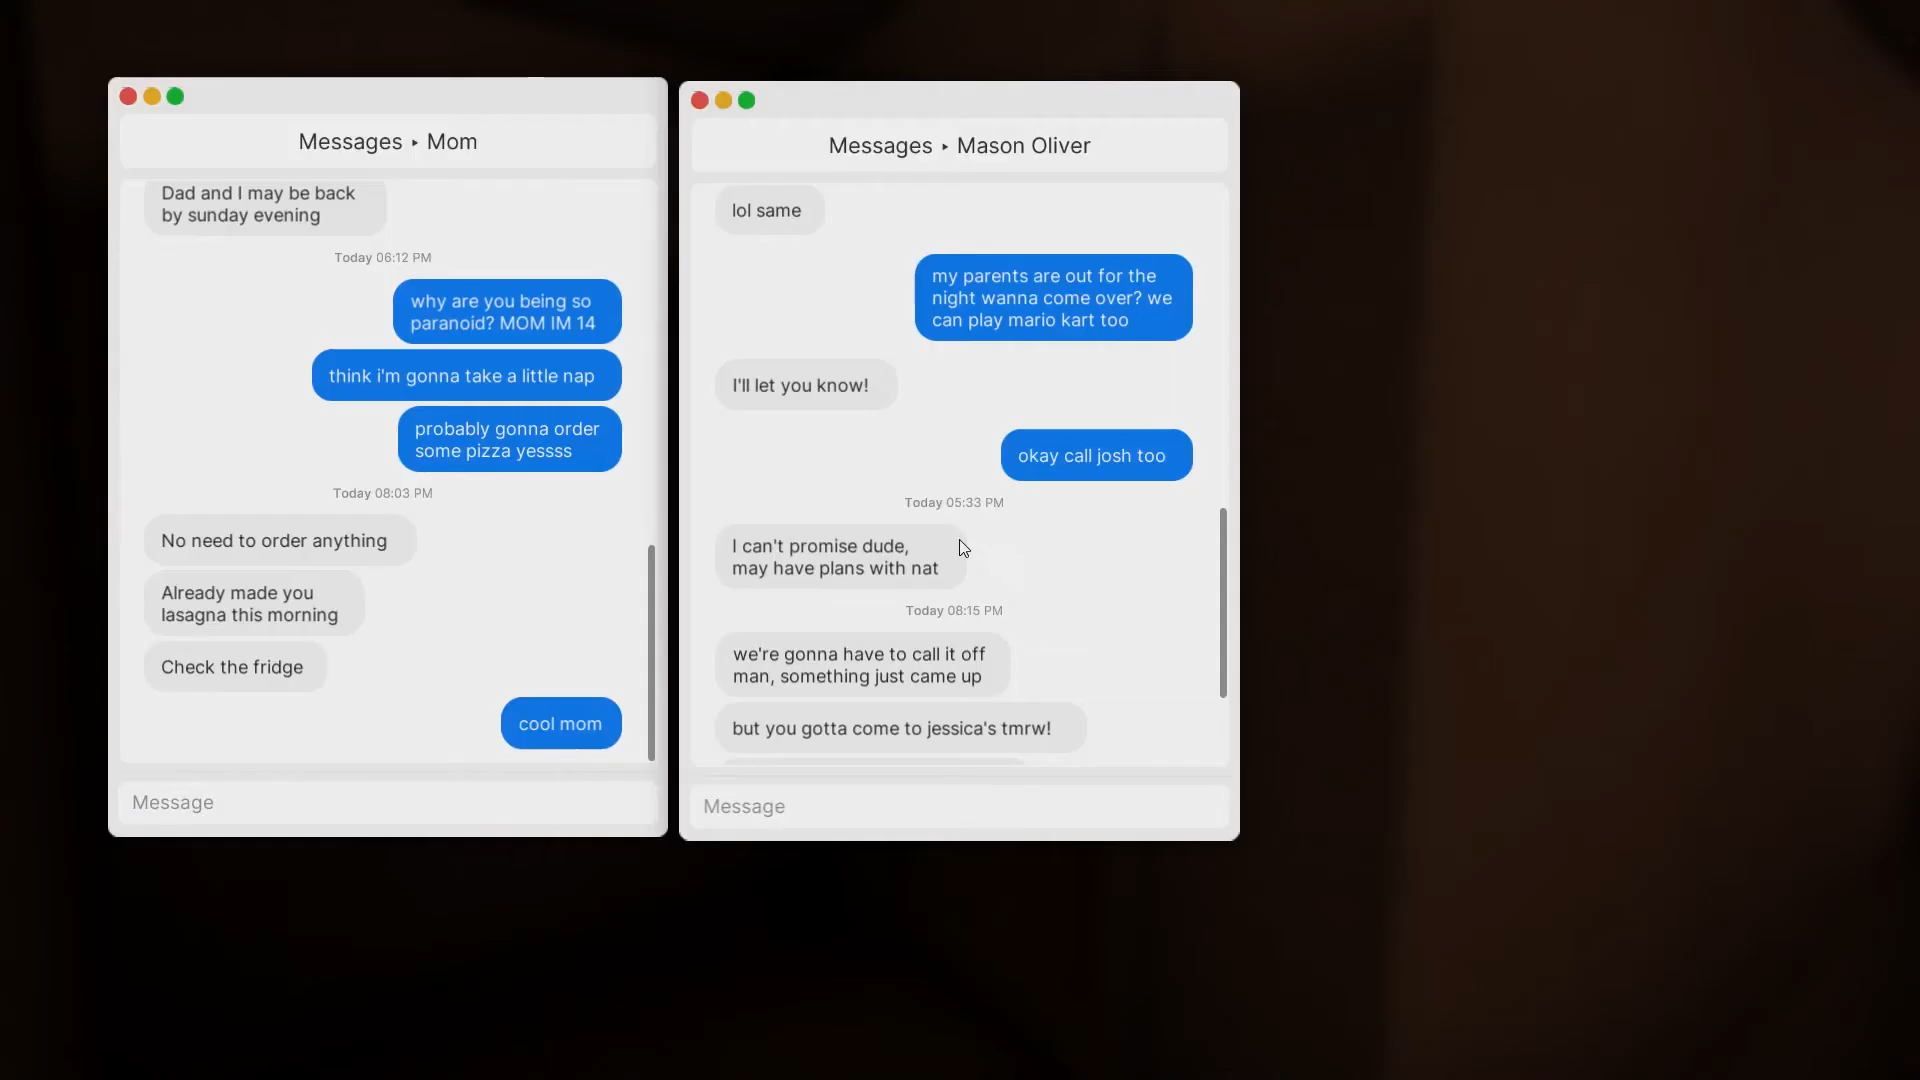 Messages ‣ Mom
Dad and I may be back
by sunday evening
Today 06:12 PM
why are you being so
paranoid? MOM IM 14
think i'm gonna take a little nap
probably gonna order
some pizza yessss
Today 08:03 PM
No need to order anything
Already made you
lasagna this morning
Check the fridge
cool mom
Message
Messages ‣ Mason Oliver
lol same
my parents are out for the
night wanna come over? we
can play mario kart too
I'll let you know!
okay call josh too
Today 05:33 PM
I can't promise dude,
may have plans with nat
Today 08:15 PM
we're gonna have to call it off
man, something just came up
but you gotta come to jessica's tmrw!
Message